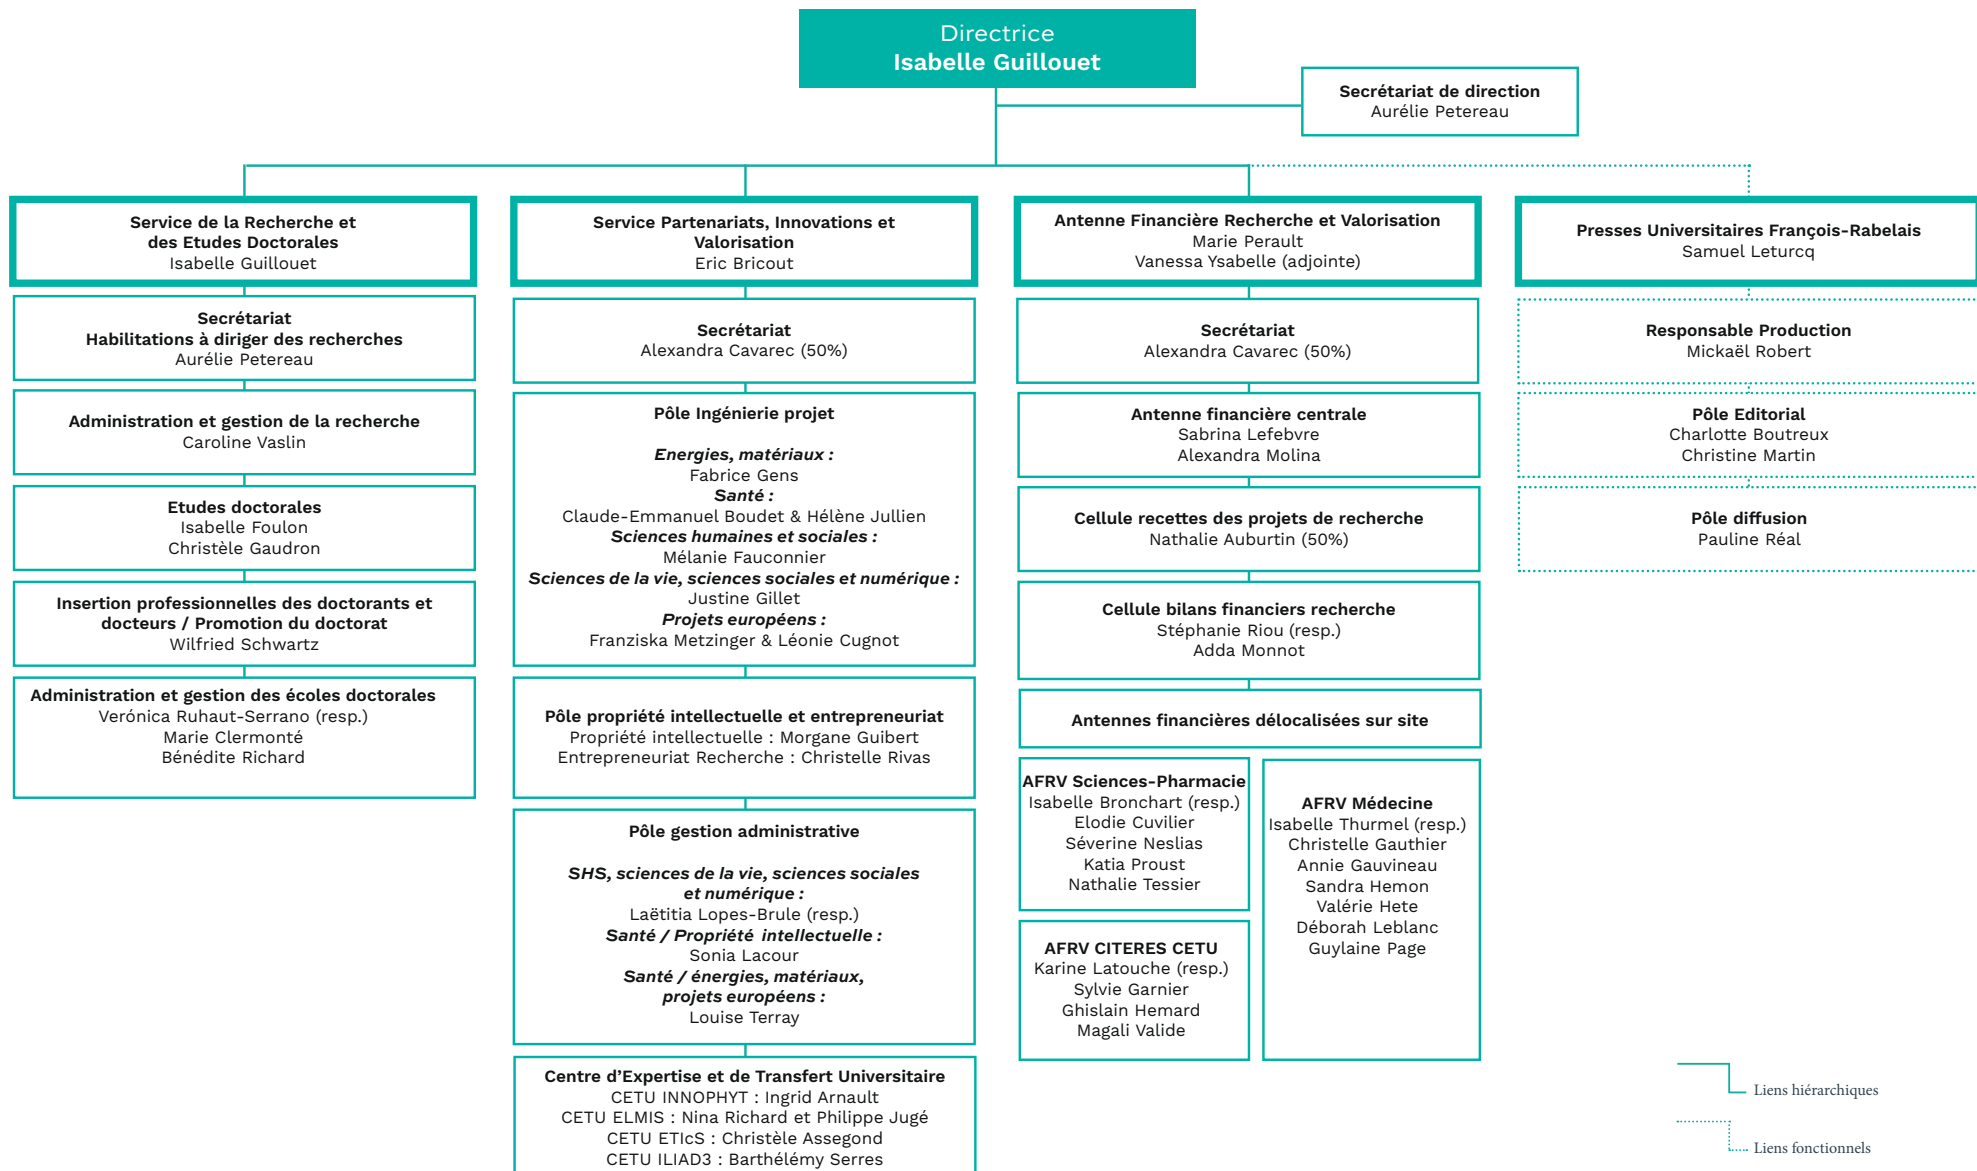 Directrice
Isabelle Guillouet
Secrétariat de direction
Aurélie Petereau
Service de la Recherche et
des Etudes Doctorales
Isabelle Guillouet
Secrétariat
Habilitations à diriger des recherches
Aurélie Petereau
Administration et gestion de la recherche
Caroline Vaslin
Etudes doctorales
Isabelle Foulon
Christèle Gaudron
Insertion professionnelles des doctorants et
docteurs / Promotion du doctorat
Wilfried Schwartz
Administration et gestion des écoles doctorales
Verónica Ruhaut-Serrano (resp.)
Marie Clermonté
Bénédite Richard
Service Partenariats, Innovations et
Valorisation
Eric Bricout
Secrétariat
Alexandra Cavarec (50%)
Pôle Ingénierie projet
Energies, matériaux :
Fabrice Gens
Santé :
Claude-Emmanuel Boudet & Hélène Jullien
Sciences humaines et sociales :
Mélanie Fauconnier
Sciences de la vie, sciences sociales et numérique :
Justine Gillet
Projets européens :
Franziska Metzinger & Léonie Cugnot
Pôle propriété intellectuelle et entrepreneuriat
Propriété intellectuelle : Morgane Guibert
Entrepreneuriat Recherche : Christelle Rivas
Pôle gestion administrative
SHS, sciences de la vie, sciences sociales
et numérique :
Laëtitia Lopes-Brule (resp.)
Santé / Propriété intellectuelle :
Sonia Lacour
Santé / énergies, matériaux,
projets européens :
Louise Terray
Centre d'Expertise et de Transfert Universitaire
CETU INNOPHYT : Ingrid Arnault
CETU ELMIS : Nina Richard et Philippe Jugé
CETU ETIcS : Christèle Assegond
CETU ILIAD3 : Barthélémy Serres
Antenne Financière Recherche et Valorisation
Marie Perault
Vanessa Ysabelle (adjointe)
Secrétariat
Alexandra Cavarec (50%)
Antenne financière centrale
Sabrina Lefebvre
Alexandra Molina
Cellule recettes des projets de recherche
Nathalie Auburtin (50%)
Cellule bilans financiers recherche
Stéphanie Riou (resp.)
Adda Monnot
Antennes financières délocalisées sur site
AFRV Sciences-Pharmacie
Isabelle Bronchart (resp.)
Elodie Cuvilier
Séverine Neslias
Katia Proust
Nathalie Tessier
AFRV CITERES CETU
Karine Latouche (resp.)
Sylvie Garnier
Ghislain Hemard
Magali Valide
AFRV Médecine
Isabelle Thurmel (resp.)
Christelle Gauthier
Annie Gauvineau
Sandra Hemon
Valérie Hete
Déborah Leblanc
Guylaine Page
Presses Universitaires François-Rabelais
Samuel Leturcq
Responsable Production
Mickaël Robert
Pôle Editorial
Charlotte Boutreux
Christine Martin
Pôle diffusion
Pauline Réal
Liens hiérarchiques
Liens fonctionnels